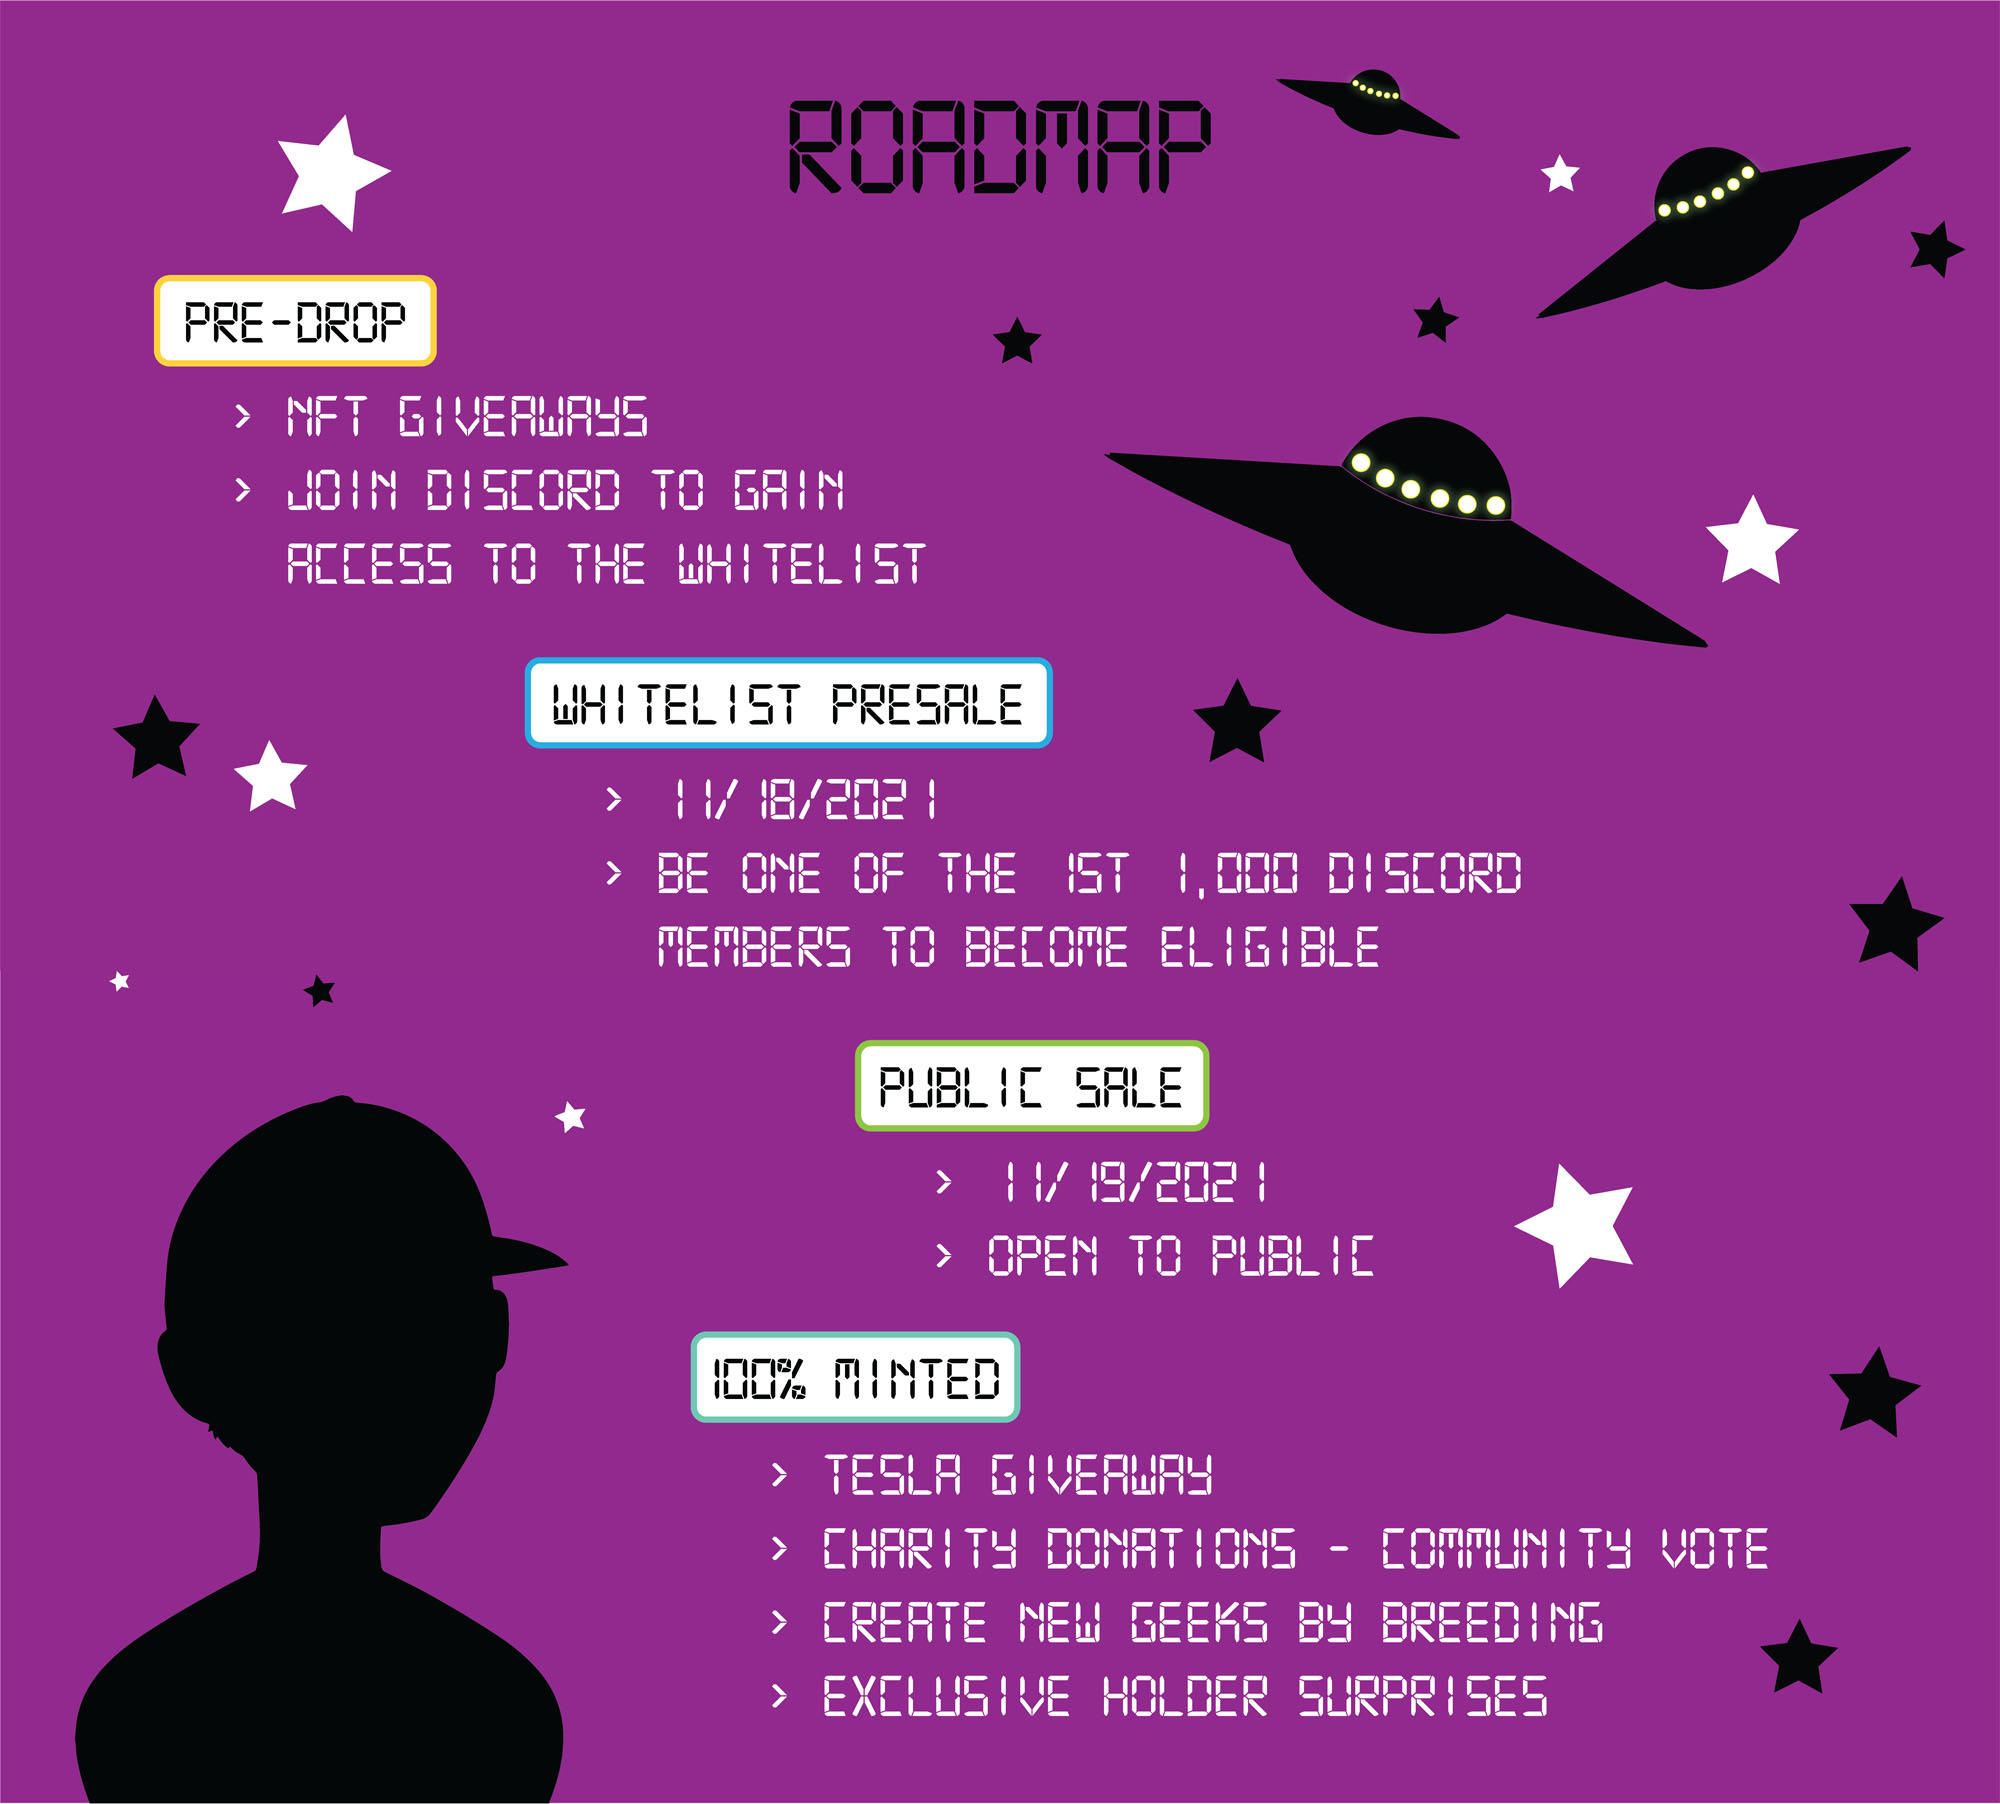 ROADMAP
PRE-DROP
> NFT GIVEAWAYS
> JOIN DISCORD TO GAIN
ACCESS TO THE WHITELIST
WHITELIST PRESALE
> 11/18/2021
> BE ONE OF THE 1ST 1,000 DISCORD
MEMBERS TO BECOME ELIGIBLE
PUBLIC SALE
> 11/19/2021
> OPEN TO PUBLIC
100% MINTED
> TESLA GIVEAWAY
> CHARITY DONATIONS - COMMUNITY VOTE
> CREATE NEW GEEKS BY BREEDING
> EXCLUSIVE HOLDER SURPRISES